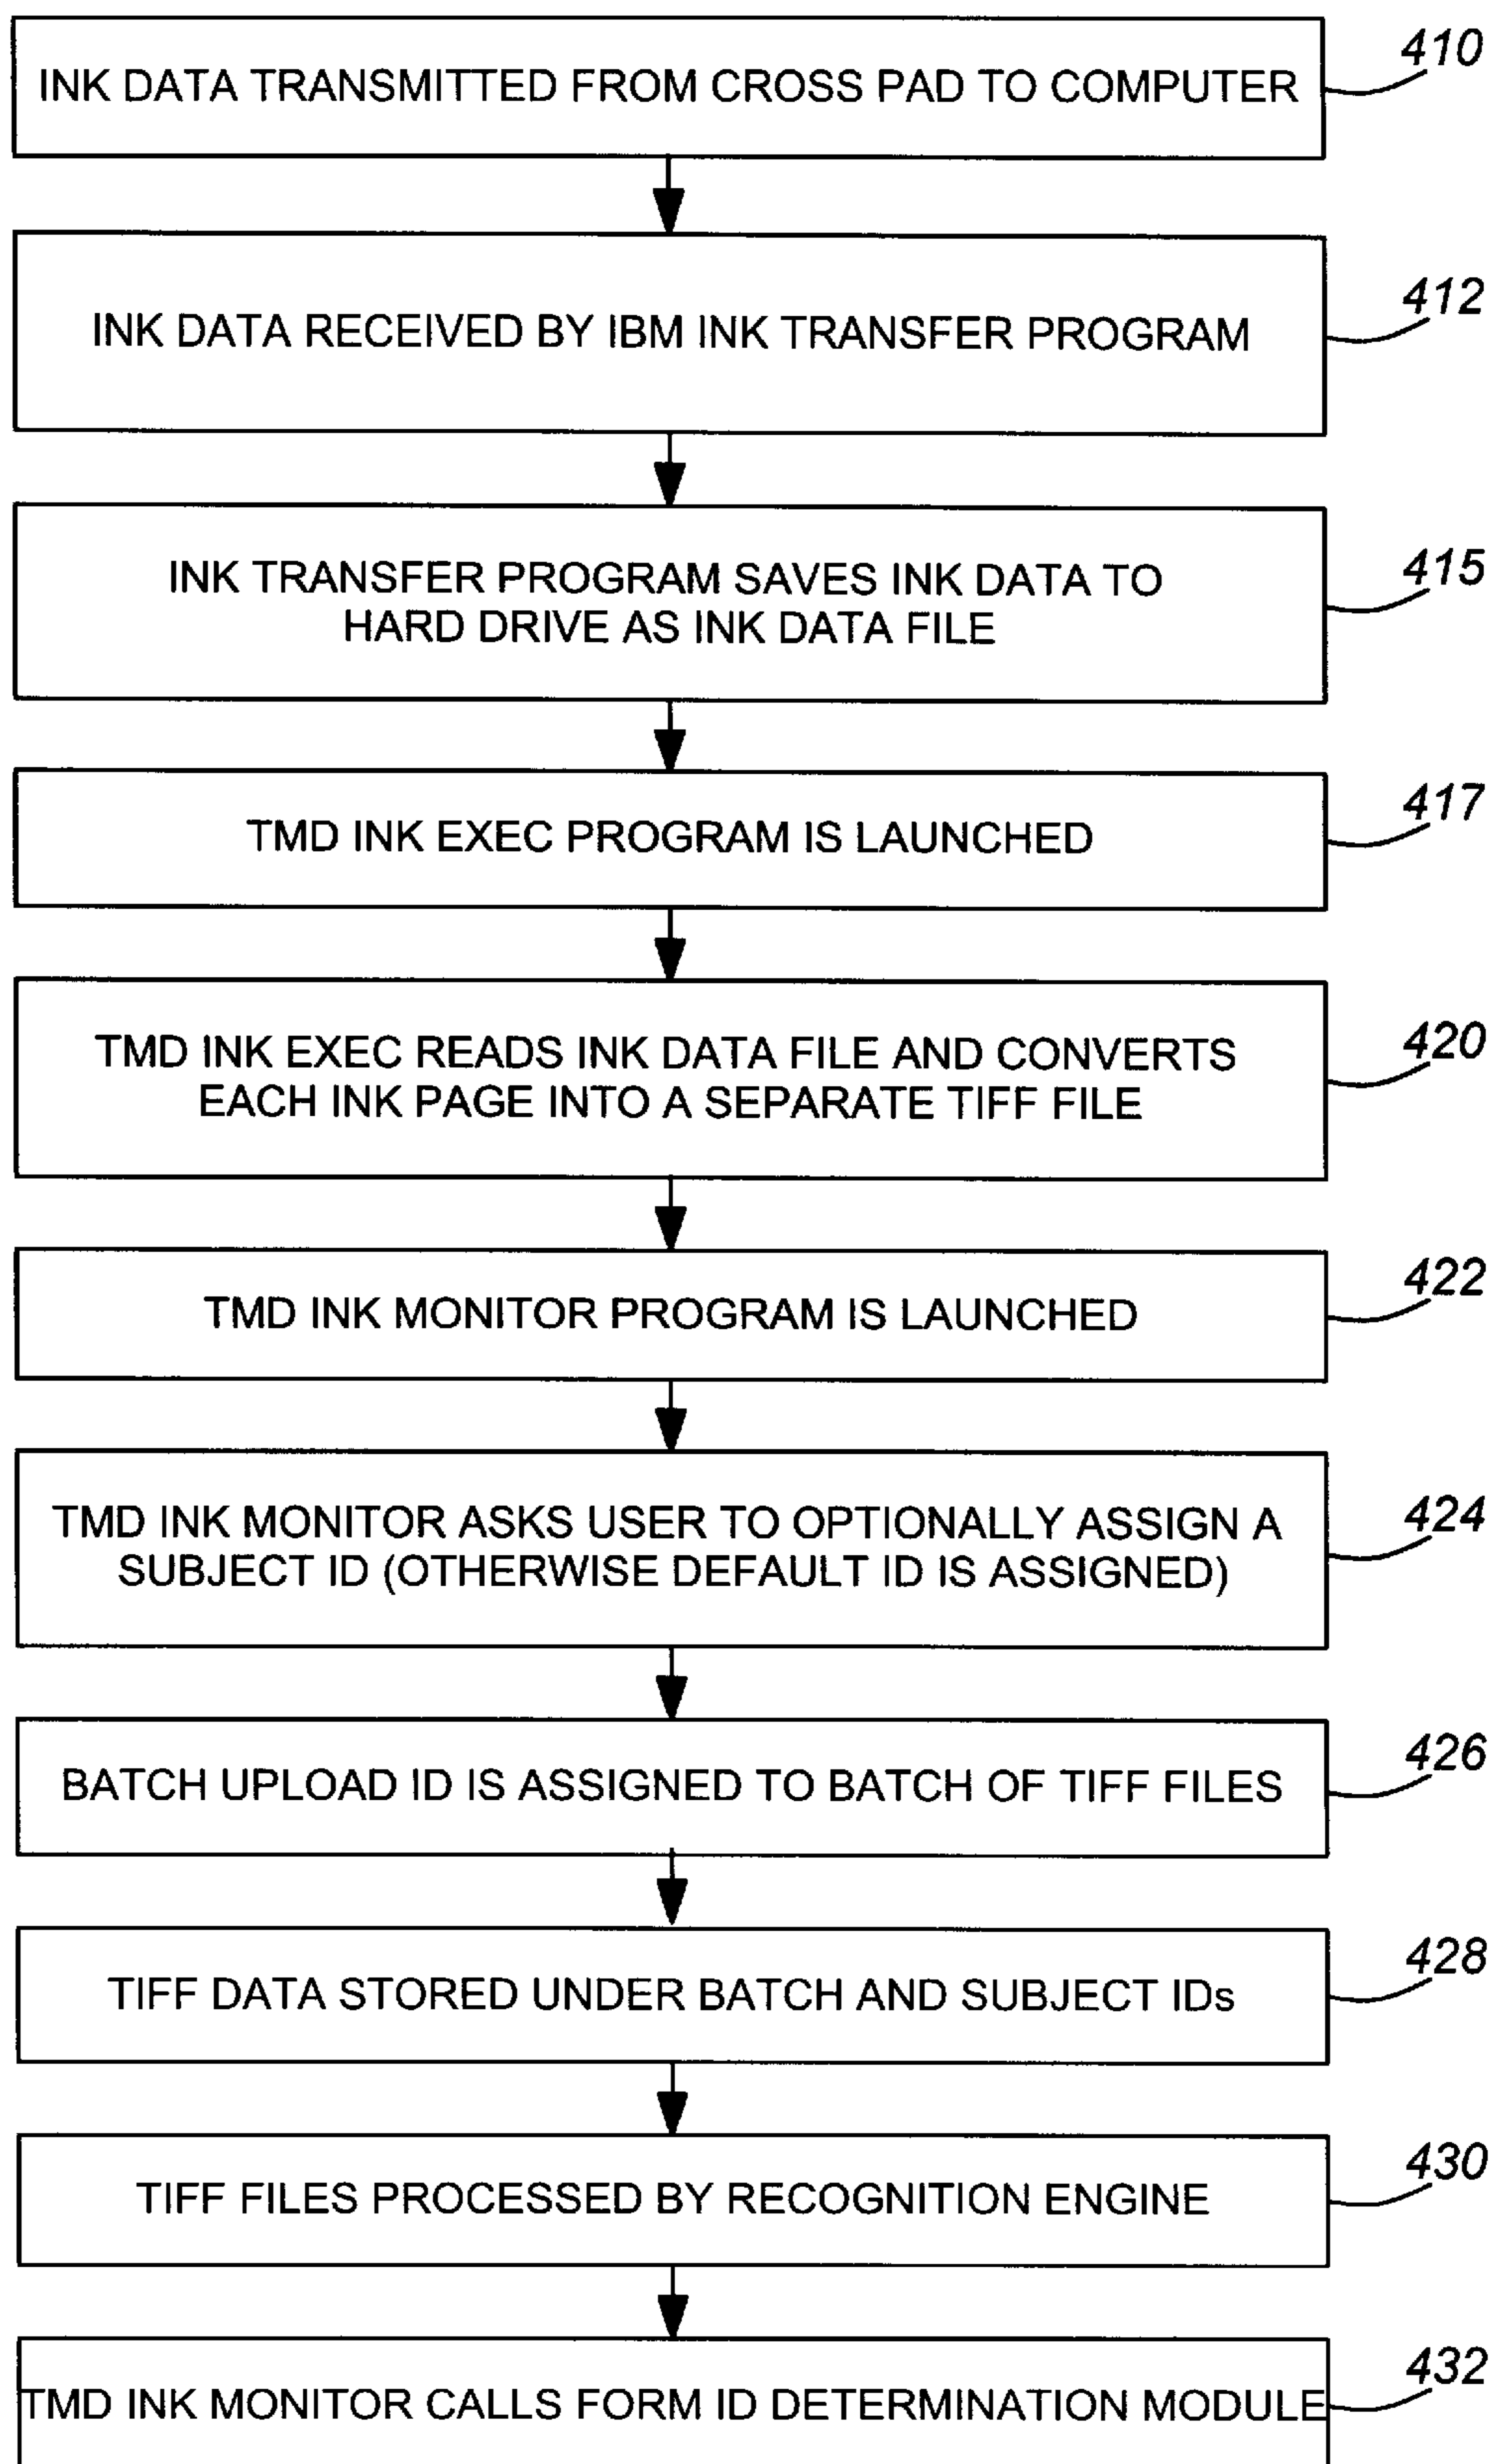 INK DATA TRANSMITTED FROM CROSS PAD TO COMPUTER
410
INK DATA RECEIVED BY IBM INK TRANSFER PROGRAM
412
INK TRANSFER PROGRAM SAVES INK DATA TO
HARD DRIVE AS INK DATA FILE
415
TMD INK EXEC PROGRAM IS LAUNCHED
417
TMD INK EXEC READS INK DATA FILE AND CONVERTS
EACH INK PAGE INTO A SEPARATE TIFF FILE
420
TMD INK MONITOR PROGRAM IS LAUNCHED
422
TMD INK MONITOR ASKS USER TO OPTIONALLY ASSIGN A
SUBJECT ID (OTHERWISE DEFAULT ID IS ASSIGNED)
424
BATCH UPLOAD ID IS ASSIGNED TO BATCH OF TIFF FILES
426
TIFF DATA STORED UNDER BATCH AND SUBJECT IDs
428
TIFF FILES PROCESSED BY RECOGNITION ENGINE
430
TMD INK MONITOR CALLS FORM ID DETERMINATION MODULE
432